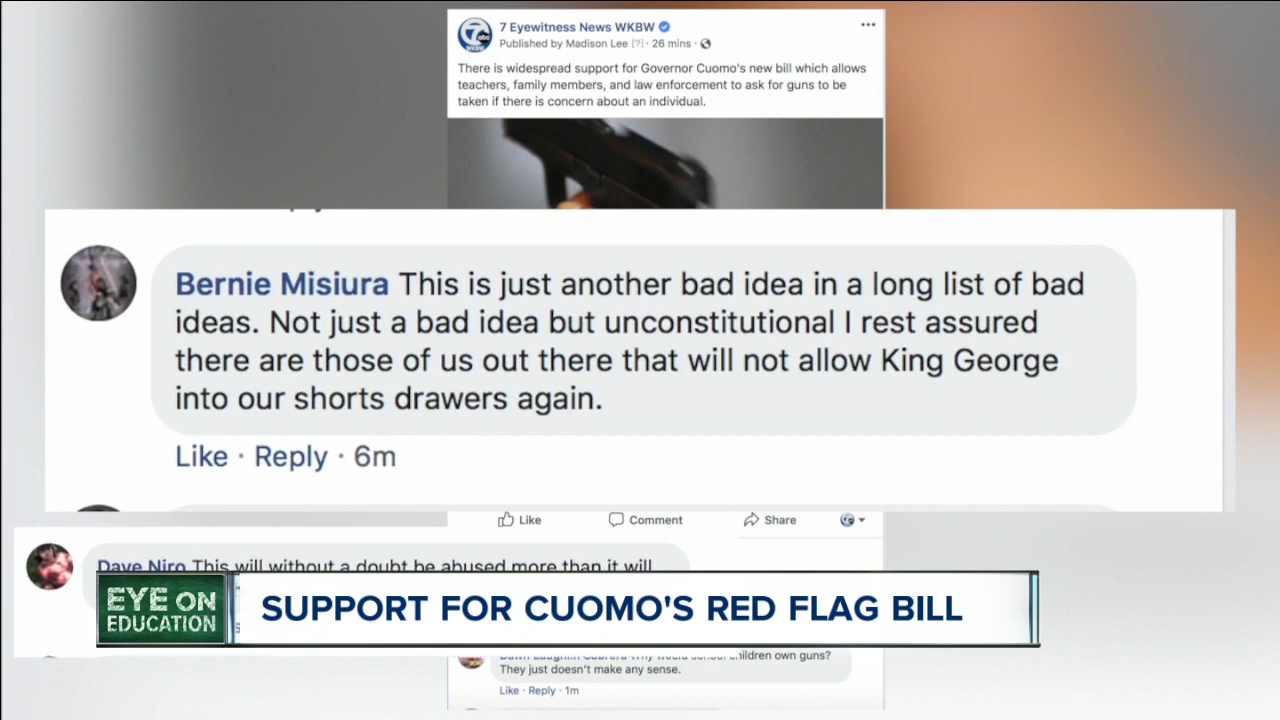 7 Eyewitness News WKBW
Published by Madison Lee [?] · 26 mins ·
There is widespread support for Governor Cuomo's new bill which allows
teachers, family members, and law enforcement to ask for guns to be
taken if there is concern about an individual.
Bernie Misiura This is just another bad idea in a long list of bad
ideas. Not just a bad idea but unconstitutional I rest assured
there are those of us out there that will not allow King George
into our shorts drawers again.
Like · Reply · 6m
Like Comment Share
Dave Niro This will without a doubt be abused more than it will
EYE ON
EDUCATION
SUPPORT FOR CUOMO'S RED FLAG BILL
Why would school children own guns?
They just doesn't make any sense.
Like · Reply · 1m